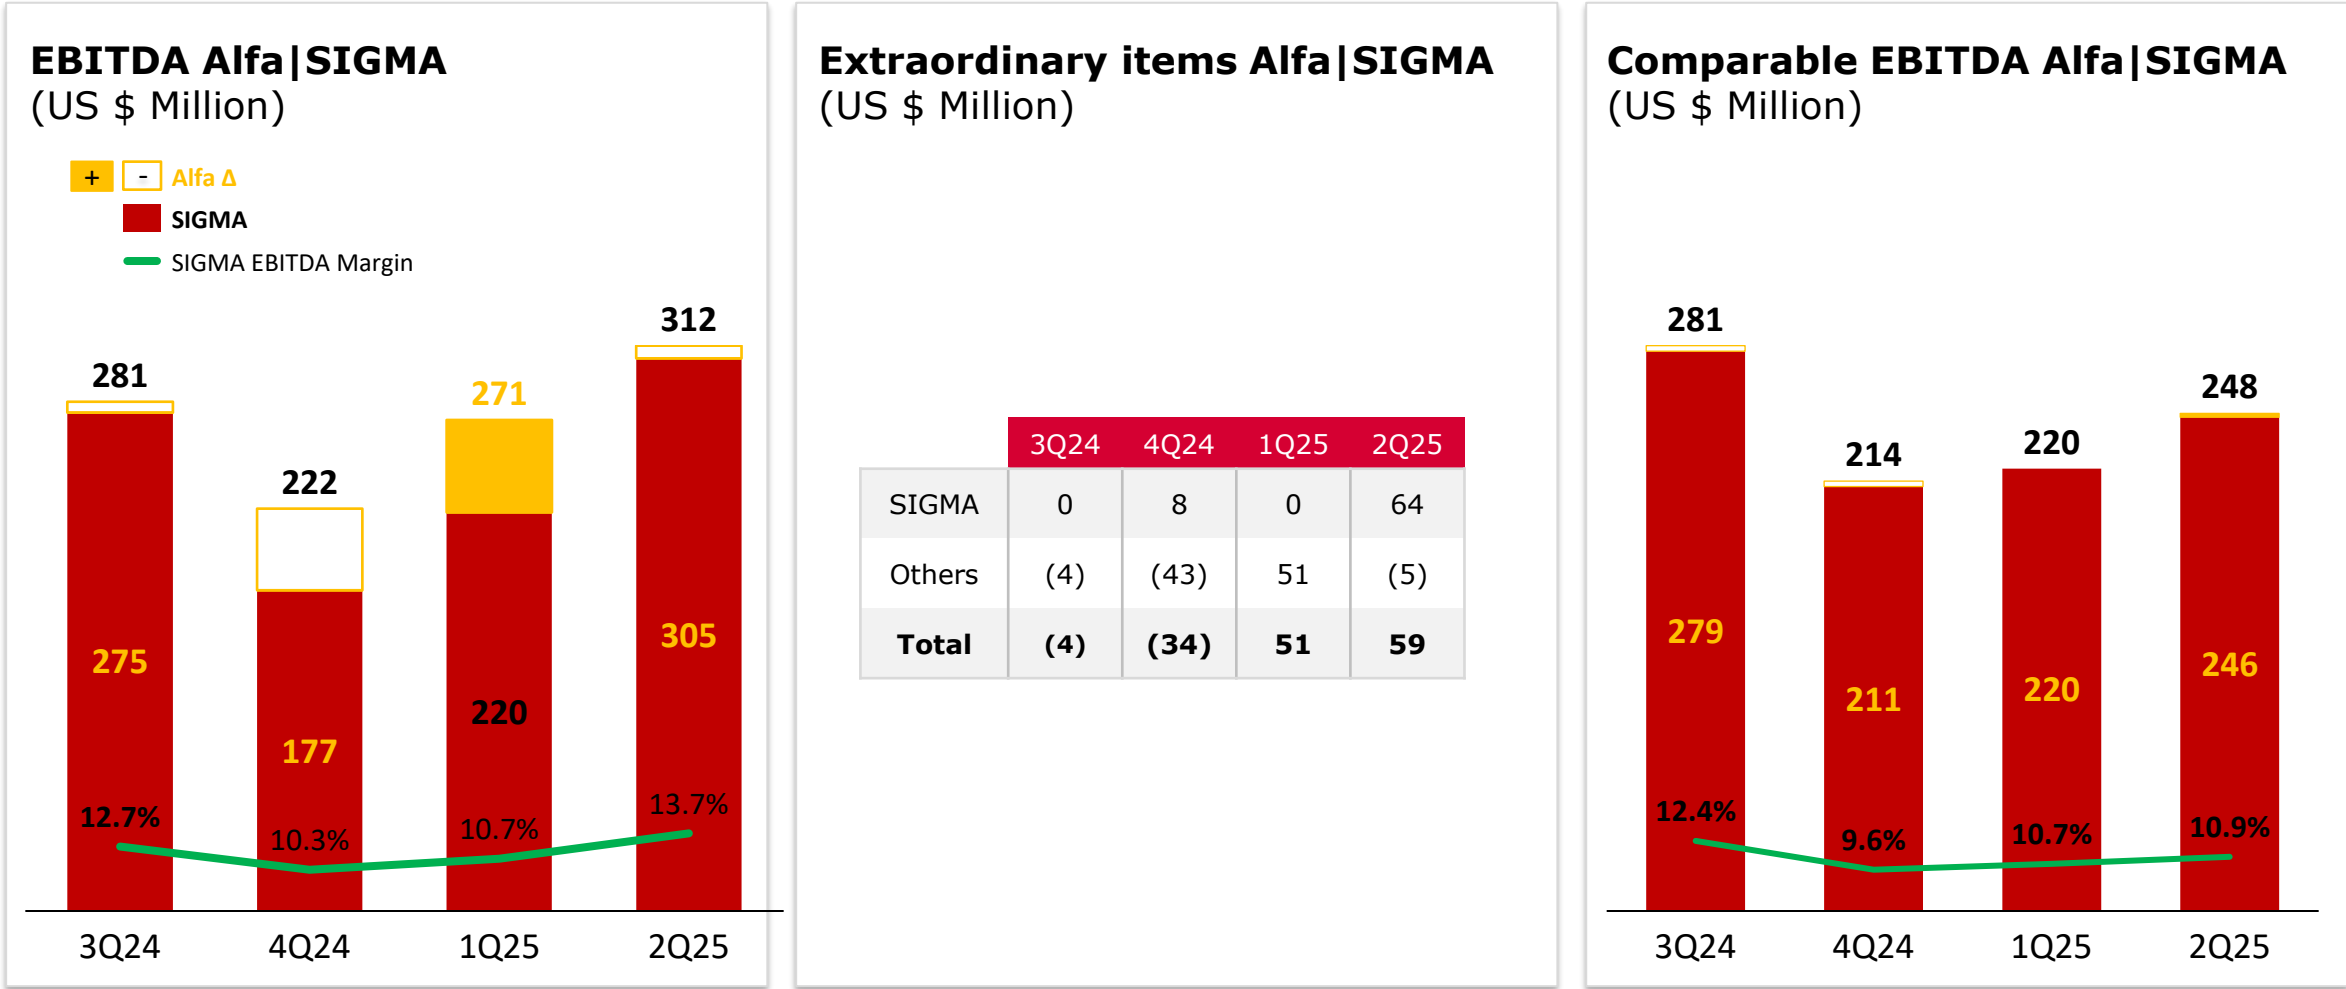 EBITDA Alfa|SIGMA
(US $ Million)
+ - Alfa Δ
SIGMA
SIGMA EBITDA Margin
281
222
271
312
275
177
220
305
12.7%
10.3%
10.7%
13.7%
3Q24 4Q24 1Q25 2Q25
Extraordinary items Alfa|SIGMA
(US $ Million)
3Q24 4Q24 1Q25 2Q25
SIGMA 0 8 0 64
Others (4) (43) 51 (5)
Total (4) (34) 51 59
Comparable EBITDA Alfa|SIGMA
(US $ Million)
281
214
220
248
279
211
220
246
12.4%
9.6%
10.7%
10.9%
3Q24 4Q24 1Q25 2Q25